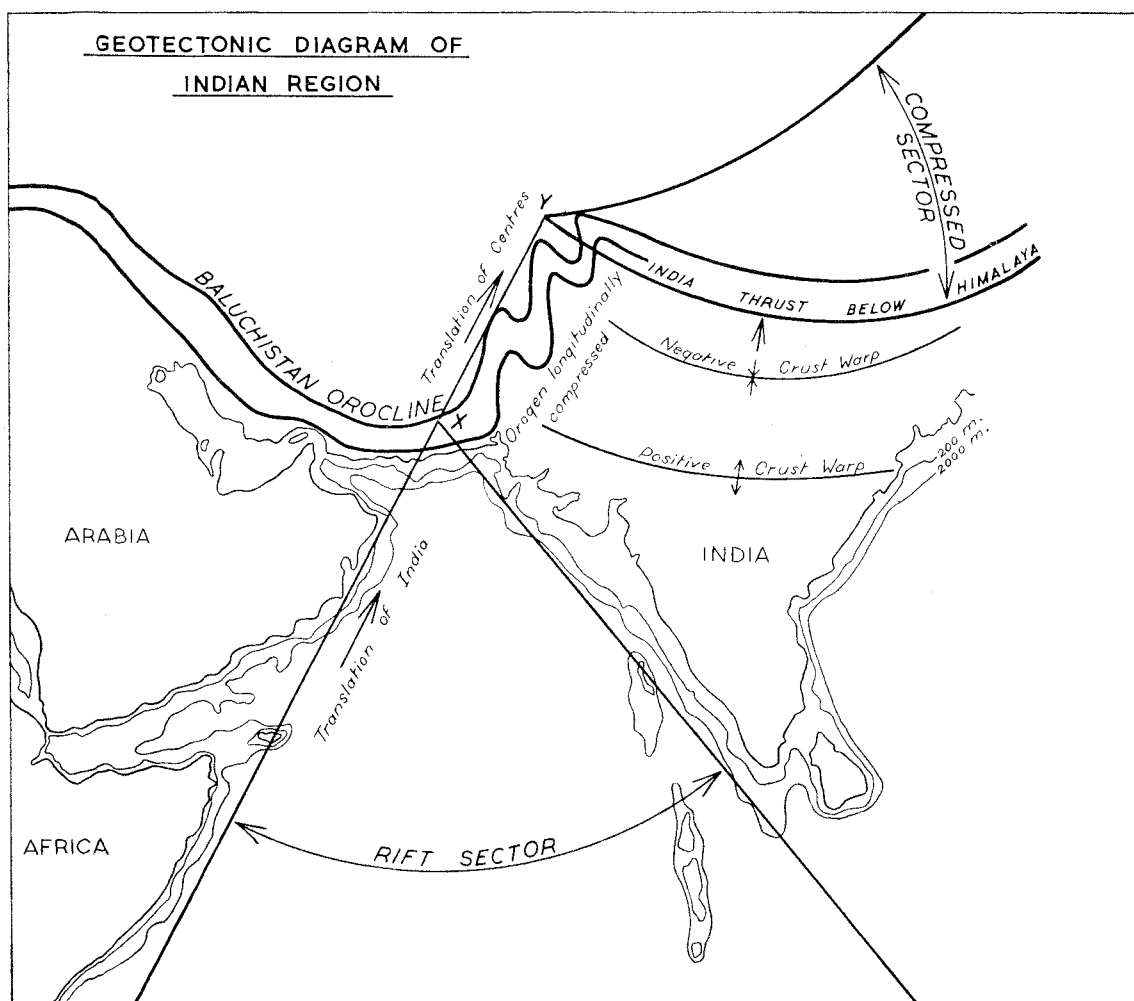 GEOTECTONIC DIAGRAM OF
INDIAN REGION
COMPRESSED
SECTOR
Y
Translation of Centres
INDIA THRUST BELOW HIMALAYA
BALUCHISTAN OROCLINE
X
Orogen longitudinally
compressed
Negative Crust Warp
Positive Crust Warp
200 m.
2000 m.
ARABIA
INDIA
Translation of India
AFRICA
RIFT SECTOR